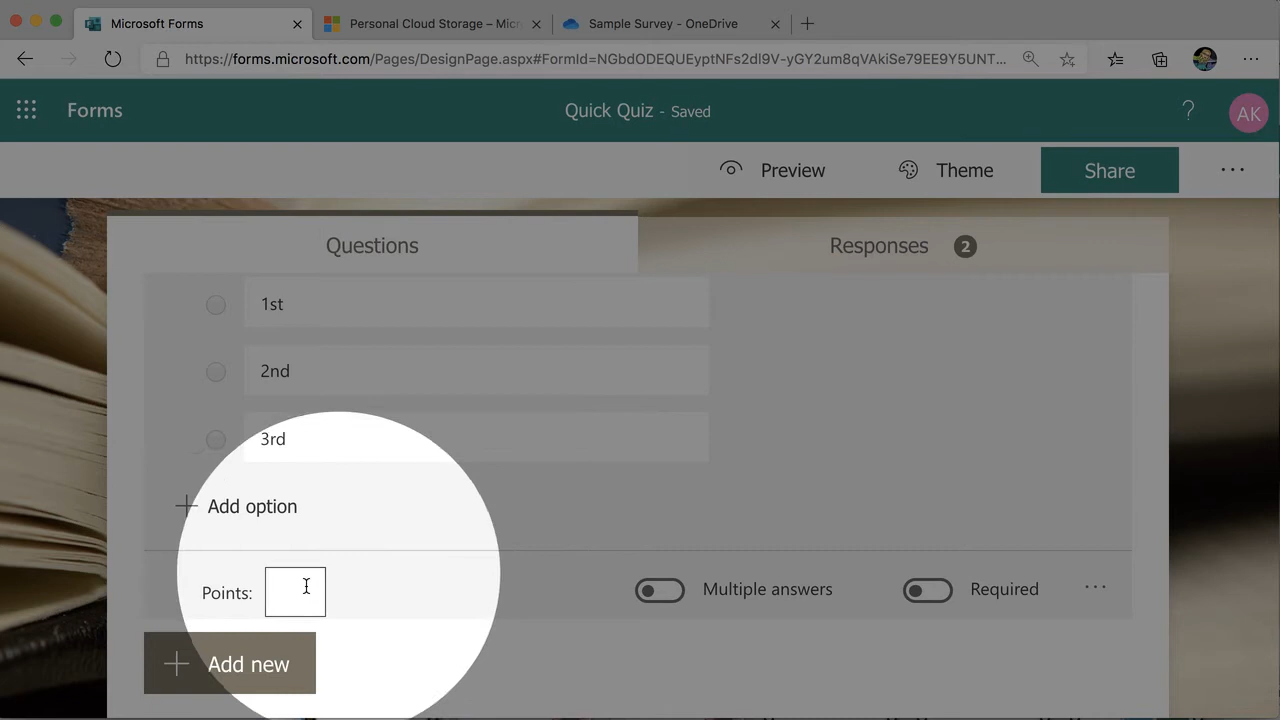 Microsoft Forms
Personal Cloud Storage – Micr
Sample Survey - OneDrive
https://forms.microsoft.com/Pages/DesignPage.aspx#FormId=NGbdODEQUEyptNFs2dl9V-yGY2um8qVAkiSe79EE9Y5UNT...
Forms
Quick Quiz - Saved
?
AK
Preview
Theme
Share
Questions
Responses 2
1st
2nd
3rd
Add option
Points:
Multiple answers
Required
Add new